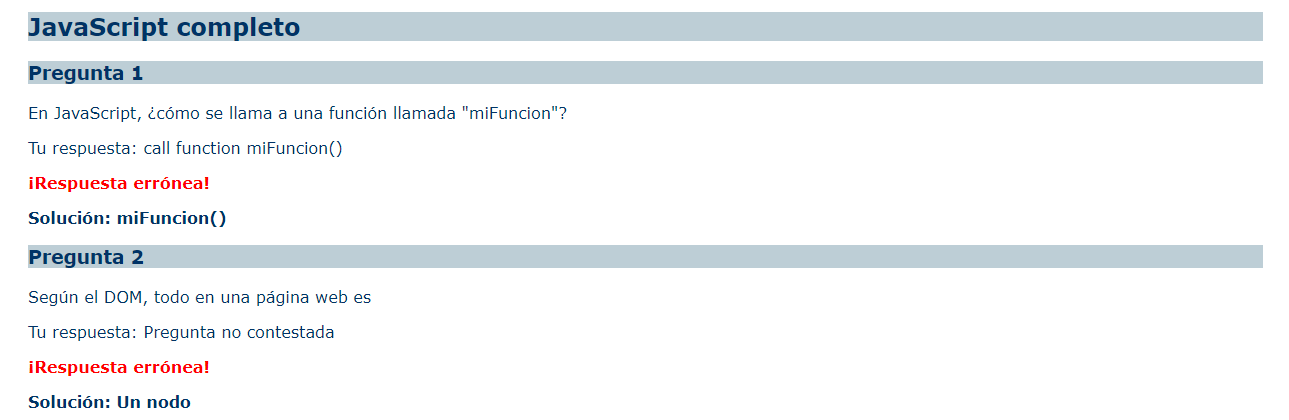 JavaScript completo
Pregunta 1
En JavaScript, ¿cómo se llama a una función llamada "miFuncion"?
Tu respuesta: call function miFuncion()
¡Respuesta errónea!
Solución: miFuncion()
Pregunta 2
Según el DOM, todo en una página web es
Tu respuesta: Pregunta no contestada
¡Respuesta errónea!
Solución: Un nodo